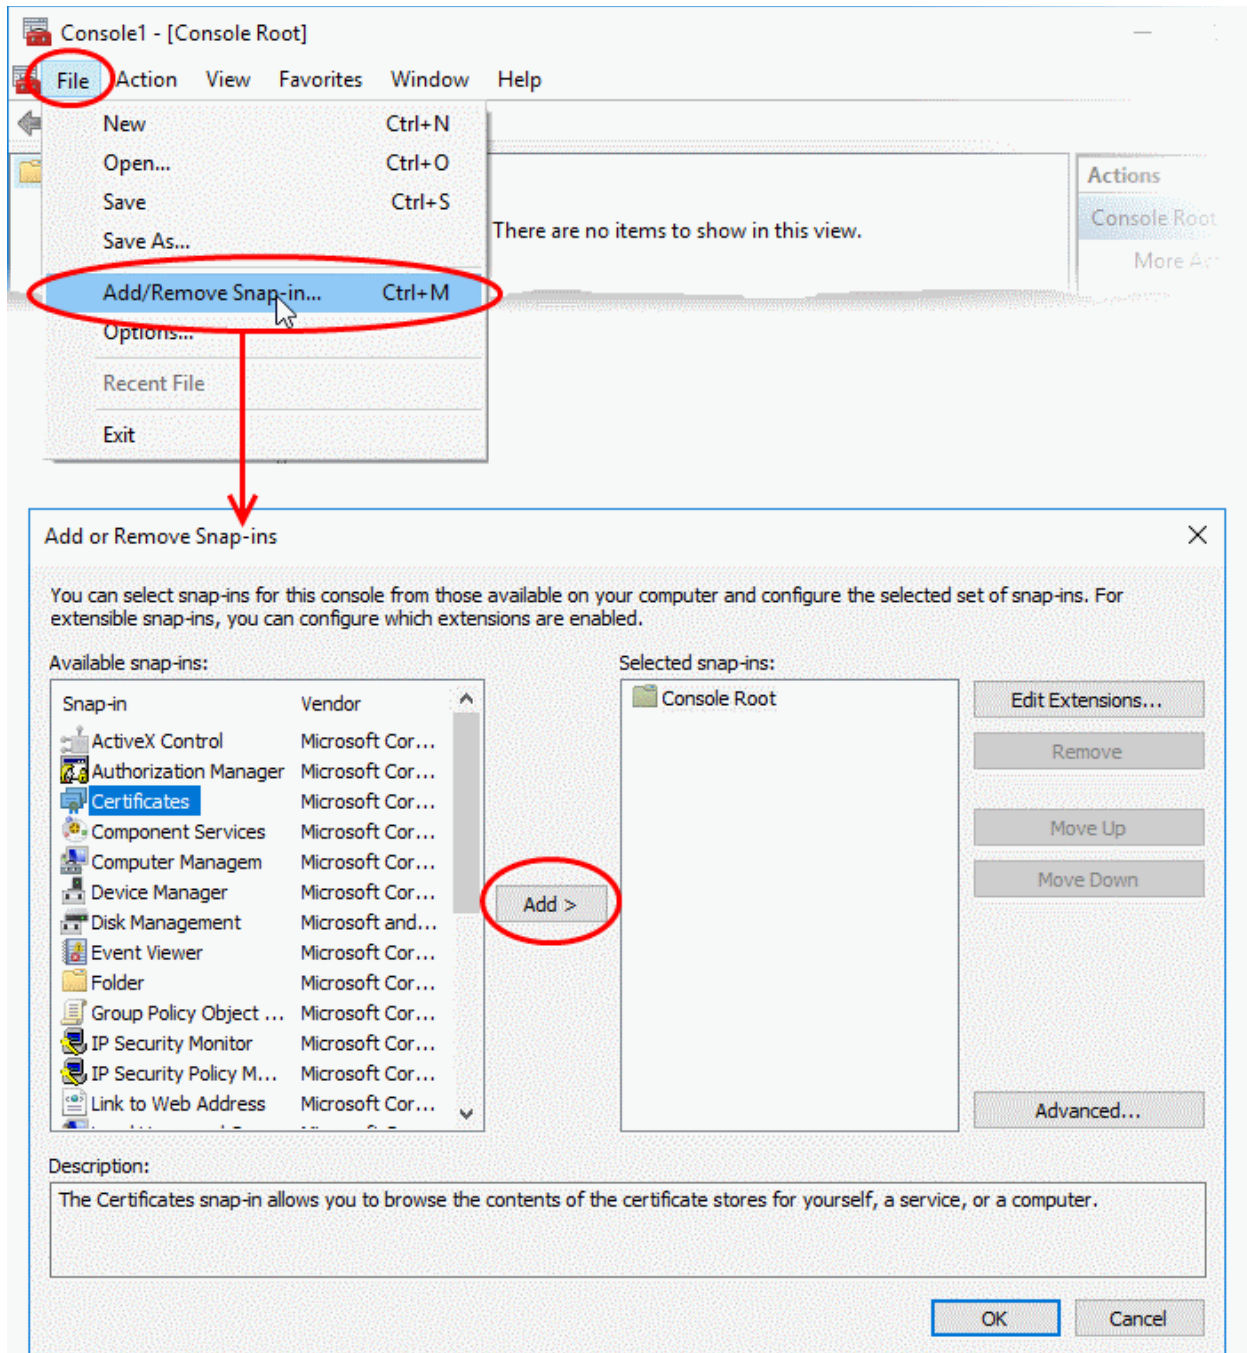 Console1 - [Console Root]
File Action View Favorites Window Help
New Ctrl+N
Open... Ctrl+O
Save Ctrl+S
Save As...
Add/Remove Snap-in... Ctrl+M
Options...
Recent File
Exit
There are no items to show in this view.
Actions
Console Root
More
Add or Remove Snap-ins
You can select snap-ins for this console from those available on your computer and configure the selected set of snap-ins. For
extensible snap-ins, you can configure which extensions are enabled.
Available snap-ins:
Selected snap-ins:
Snap-in Vendor
ActiveX Control Microsoft Cor...
Authorization Manager Microsoft Cor...
Certificates Microsoft Cor...
Component Services Microsoft Cor...
Computer Managem Microsoft Cor...
Device Manager Microsoft Cor...
Disk Management Microsoft and...
Event Viewer Microsoft Cor...
Folder Microsoft Cor...
Group Policy Object ... Microsoft Cor...
IP Security Monitor Microsoft Cor...
IP Security Policy M... Microsoft Cor...
Link to Web Address Microsoft Cor...
Add >
Console Root
Edit Extensions...
Remove
Move Up
Move Down
Advanced...
Description:
The Certificates snap-in allows you to browse the contents of the certificate stores for yourself, a service, or a computer.
OK Cancel